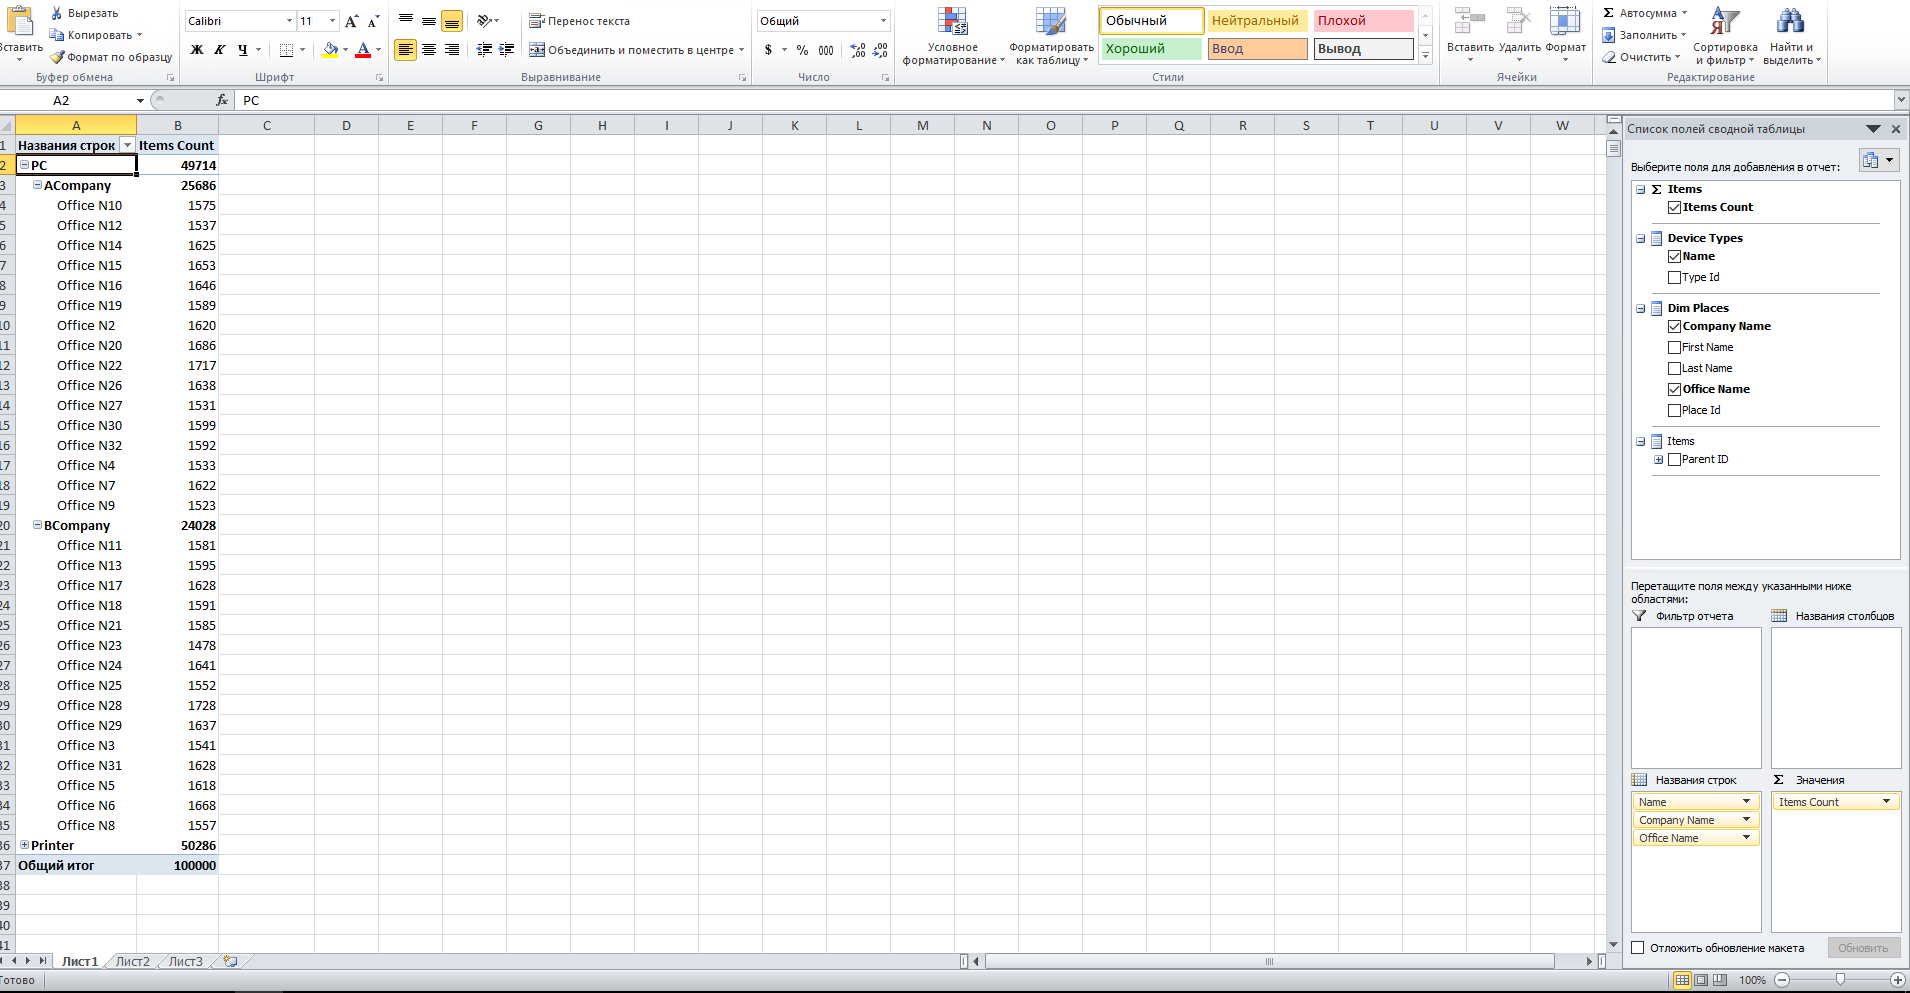 Вырезать
Копировать
Формат по образцу
Вставить
Буфер обмена
Calibri 11
Ж К Ч
Шрифт
Перенос текста
Объединить и поместить в центре
Выравнивание
Общий
$ % 000
Число
Условное форматирование
Форматировать как таблицу
Обычный Нейтральный Плохой
Хороший Ввод Вывод
Стили
Вставить Удалить Формат
Ячейки
Σ Автосумма
Заполнить
Очистить
Сортировка и фильтр
Найти и выделить
Редактирование
A2 fx PC
A B C D E F G H I J K L M N O P Q R S T U V W
1 Названия строк Items Count
2 PC 49714
3 ACompany 25686
4 Office N10 1575
5 Office N12 1537
6 Office N14 1625
7 Office N15 1653
8 Office N16 1646
9 Office N19 1589
10 Office N2 1620
11 Office N20 1686
12 Office N22 1717
13 Office N26 1638
14 Office N27 1531
15 Office N30 1599
16 Office N32 1592
17 Office N4 1533
18 Office N7 1622
19 Office N9 1523
20 BCompany 24028
21 Office N11 1581
22 Office N13 1595
23 Office N17 1628
24 Office N18 1591
25 Office N21 1585
26 Office N23 1478
27 Office N24 1641
28 Office N25 1552
29 Office N28 1728
30 Office N29 1637
31 Office N3 1541
32 Office N31 1628
33 Office N5 1618
34 Office N6 1668
35 Office N8 1557
36 Printer 50286
37 Общий итог 100000
38
39
40
41
Список полей сводной таблицы
Выберите поля для добавления в отчет:
Σ Items
Items Count
Device Types
Name
Type Id
Dim Places
Company Name
First Name
Last Name
Office Name
Place Id
Items
Parent ID
Перетащите поля между указанными ниже
областями:
Фильтр отчета Названия столбцов
Названия строк Σ Значения
Name Items Count
Company Name
Office Name
Отложить обновление макета Обновить
Лист1 Лист2 Лист3
Готово 100%